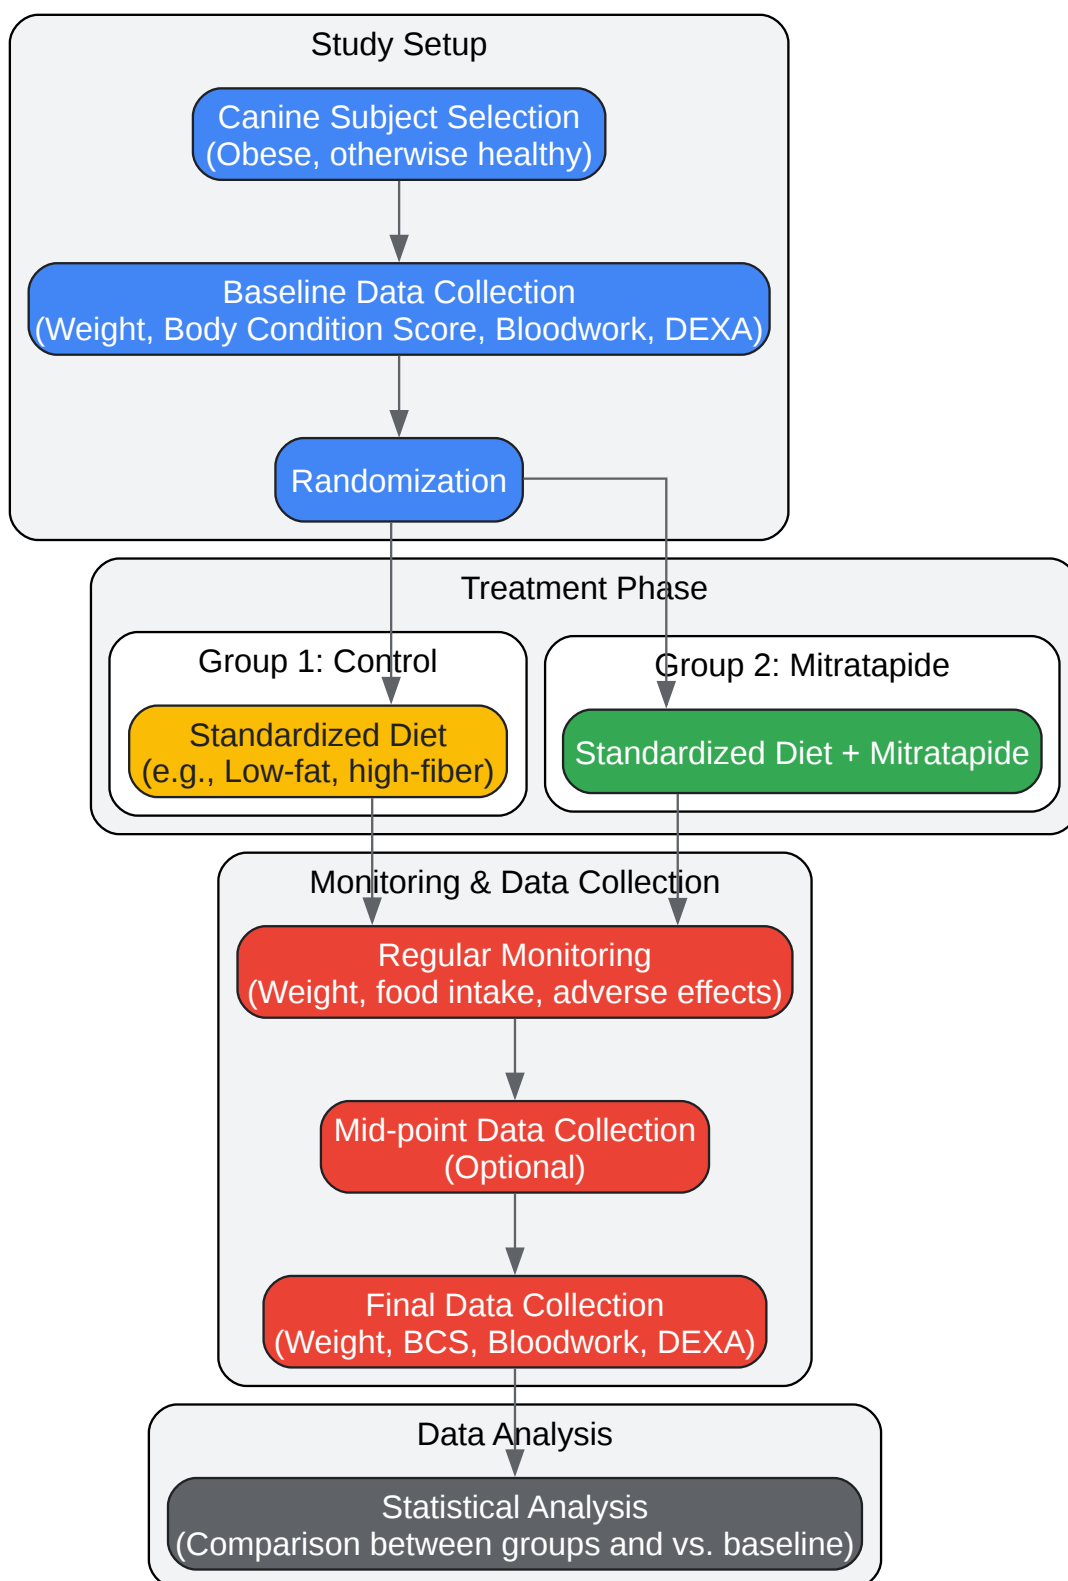 Study Setup
Canine Subject Selection
(Obese, otherwise healthy)
Baseline Data Collection
(Weight, Body Condition Score, Bloodwork, DEXA)
Randomization
Treatment Phase
Group 1: Control
Standardized Diet
(e.g., Low-fat, high-fiber)
Group 2: Mitratapide
Standardized Diet + Mitratapide
Monitoring & Data Collection
Regular Monitoring
(Weight, food intake, adverse effects)
Mid-point Data Collection
(Optional)
Final Data Collection
(Weight, BCS, Bloodwork, DEXA)
Data Analysis
Statistical Analysis
(Comparison between groups and vs. baseline)